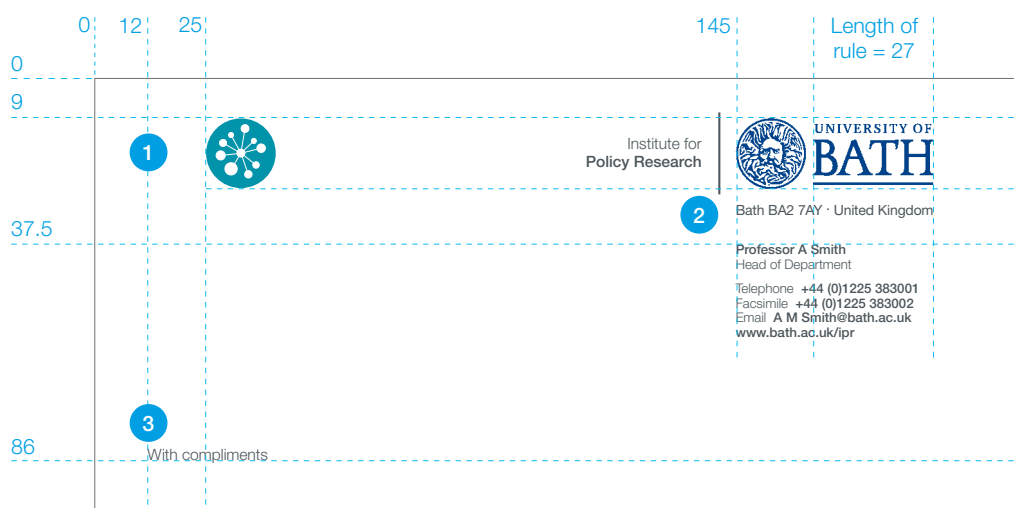 0 12 25 145 Length of
rule = 27
0
9
1
Institute for
Policy Research
UNIVERSITY OF
BATH
2
Bath BA2 7AY · United Kingdom
37.5
Professor A Smith
Head of Department
Telephone +44 (0)1225 383001
Facsimile +44 (0)1225 383002
Email A M Smith@bath.ac.uk
www.bath.ac.uk/ipr
3
86
With compliments